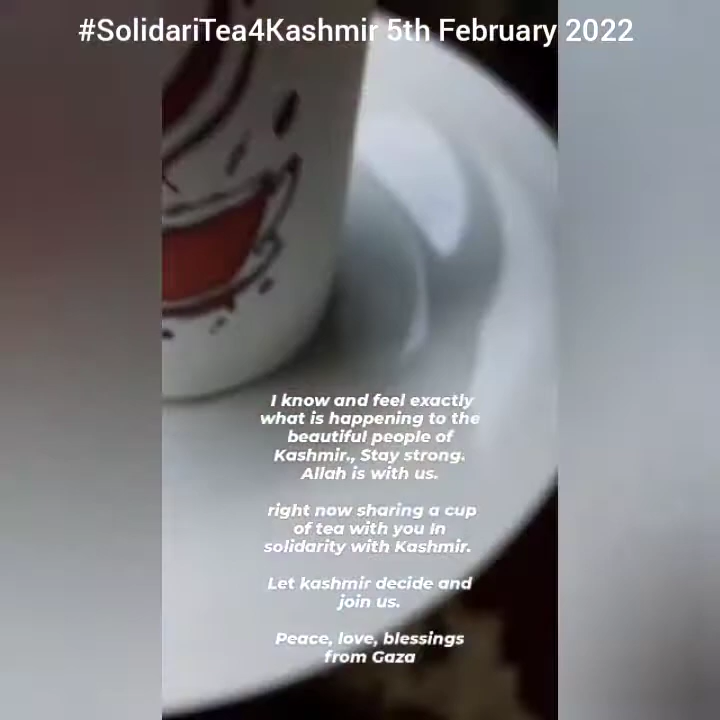 #SolidariTea4Kashmir 5th February 2022
I know and feel exactly
what is happening to the
beautiful people of
Kashmir., Stay strong.
Allah is with us.
right now sharing a cup
of tea with you In
solidarity with Kashmir.
Let kashmir decide and
join us.
Peace, love, blessings
from Gaza